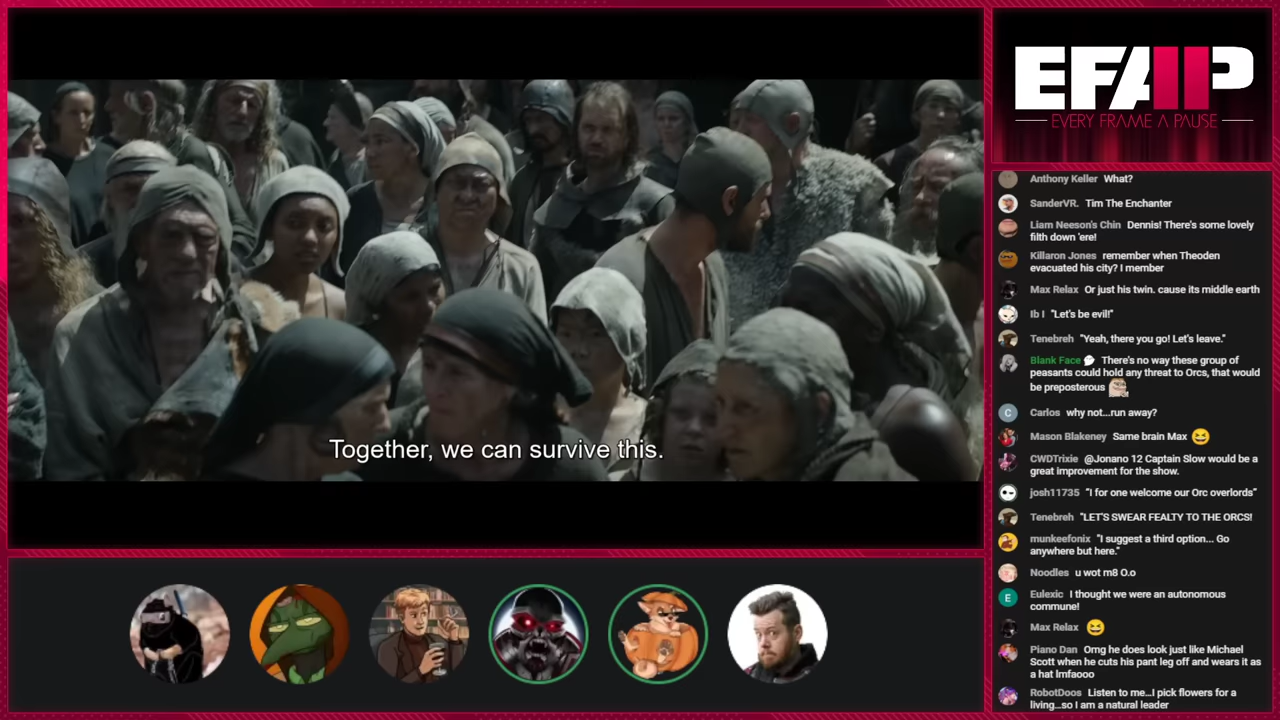 EFAP
EVERY FRAME A PAUSE
Anthony Keller What?
SanderVR. Tim The Enchanter
Liam Neeson's Chin Dennis! There's some lovely
filth down 'ere!
Killaron Jones remember when Theoden
evacuated his city? I member
Max Relax Or just his twin. cause its middle earth
Ib I "Let's be evil!"
Tenebreh "Yeah, there you go! Let's leave."
Blank Face There's no way these group of
peasants could hold any threat to Orcs, that would
be preposterous
C Carlos why not...run away?
Mason Blakeney Same brain Max 😆
CWDTrixie @Jonano 12 Captain Slow would be a
great improvement for the show.
josh11735 "I for one welcome our Orc overlords"
Tenebreh "LET'S SWEAR FEALTY TO THE ORCS!
munkeefonix "I suggest a third option... Go
anywhere but here."
Noodles u wot m8 O.o
E Eulexic I thought we were an autonomous
commune!
Max Relax 😆
Piano Dan Omg he does look just like Michael
Scott when he cuts his pant leg off and wears it as
a hat lmfaooo
RobotDoos Listen to me...I pick flowers for a
living...so I am a natural leader
Together, we can survive this.